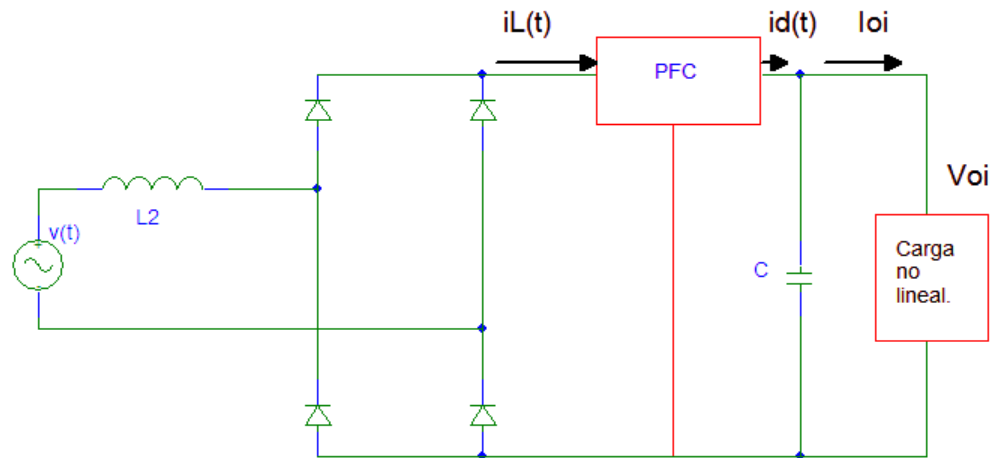 iL(t)
id(t)
Ioi
PFC
L2
v(t)
Voi
C
Carga
no
lineal.